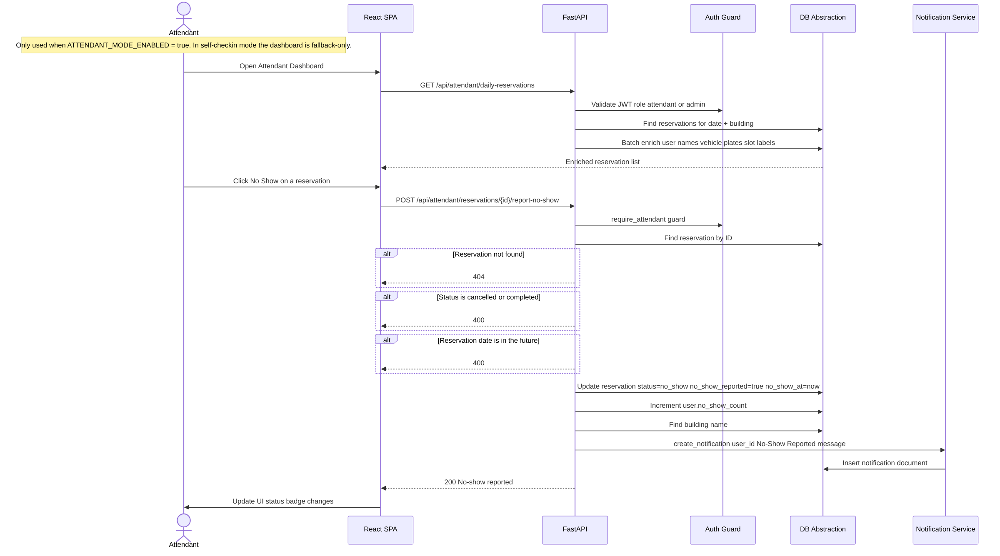 Attendant
React SPA
FastAPI
Auth Guard
DB Abstraction
Notification Service
Only used when ATTENDANT_MODE_ENABLED = true. In self-checkin mode the dashboard is fallback-only.
Open Attendant Dashboard
GET /api/attendant/daily-reservations
Validate JWT role attendant or admin
Find reservations for date + building
Batch enrich user names vehicle plates slot labels
Enriched reservation list
Click No Show on a reservation
POST /api/attendant/reservations/{id}/report-no-show
require_attendant guard
Find reservation by ID
alt
[Reservation not found]
404
alt
[Status is cancelled or completed]
400
alt
[Reservation date is in the future]
400
Update reservation status=no_show no_show_reported=true no_show_at=now
Increment user.no_show_count
Find building name
create_notification user_id No-Show Reported message
Insert notification document
200 No-show reported
Update UI status badge changes
Attendant
React SPA
FastAPI
Auth Guard
DB Abstraction
Notification Service